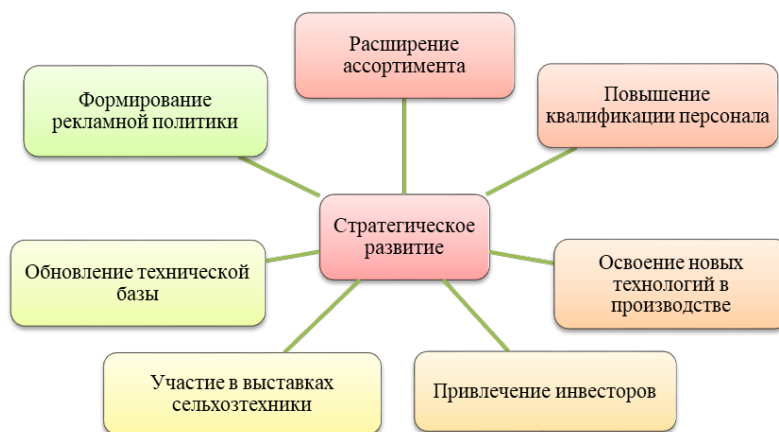 Расширение
ассортимента
Формирование
рекламной политики
Повышение
квалификации персонала
Стратегическое
развитие
Обновление технической
базы
Освоение новых
технологий в
производстве
Участие в выставках
сельхозтехники
Привлечение инвесторов